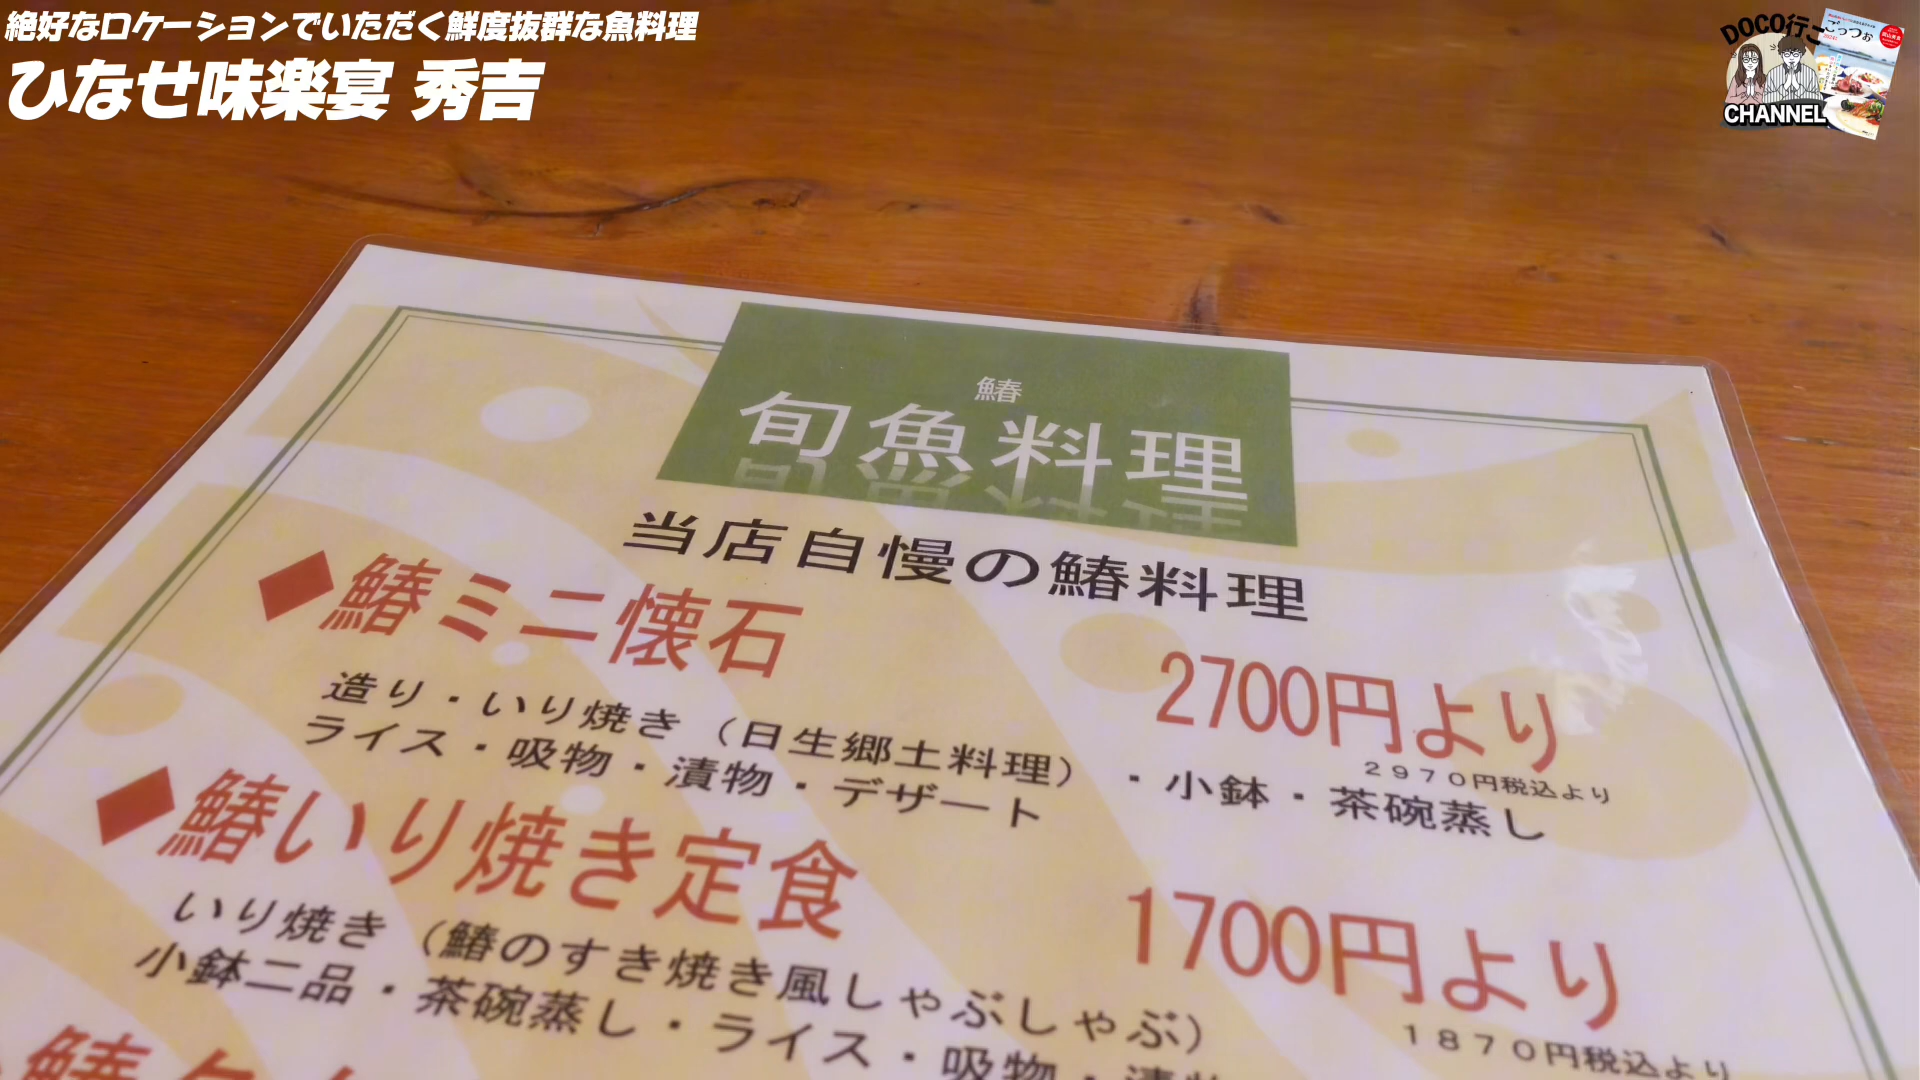 絶好なロケーションでいただく鮮度抜群な魚料理
ひなせ味楽宴 秀吉
DOCO行こ
CHANNEL
ごっつぉ
鰆
旬魚料理
当店自慢の鰆料理
◆鰆ミニ懐石
2700円より
2970円税込より
造り・いり焼き（日生郷土料理）・小鉢・茶碗蒸し
ライス・吸物・漬物・デザート
◆鰆いり焼き定食
1700円より
1870円税込より
いり焼き（鰆のすき焼き風しゃぶしゃぶ）
小鉢二品・茶碗蒸し・ライス・吸物・漬物
鰆